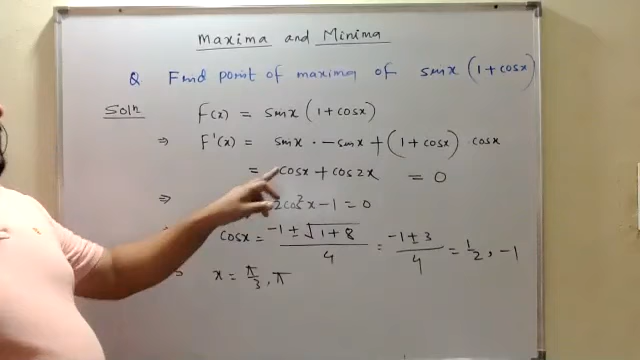 Maxima and Minima
Q Find point of maxima of sinx (1 + cosx)
Soln f(x) = sinx (1 + cosx)
⇒ f'(x) = sinx · -sinx + (1 + cosx) cosx
= cosx + cos2x = 0
⇒ 2cos²x - 1 = 0
cosx = -1 ± √1 + 8 / 4 = -1 ± 3 / 4 = 1/2, -1
⇒ x = π/3, π